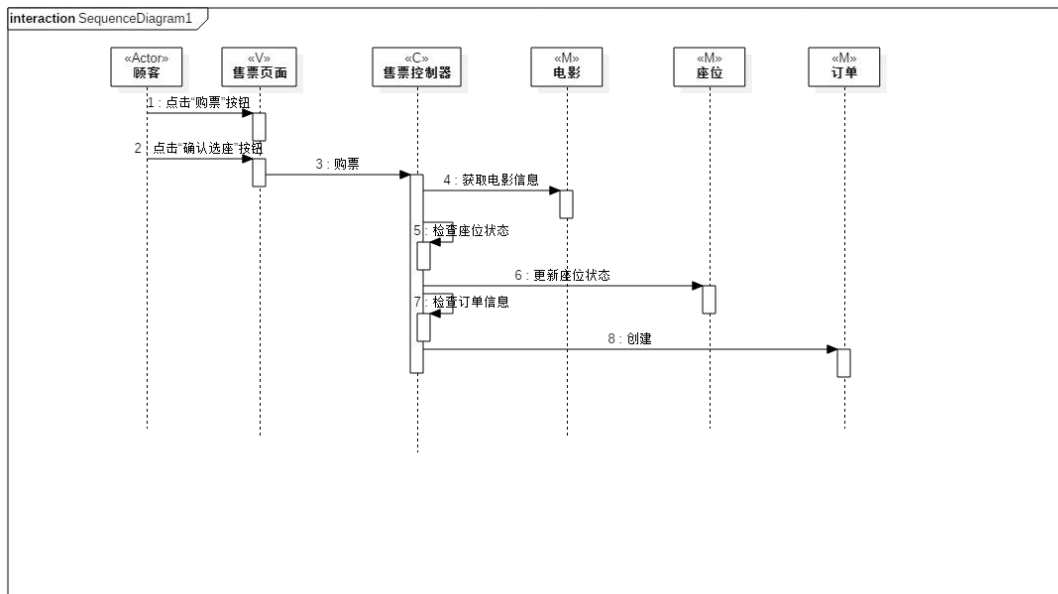 interaction SequenceDiagram1
«Actor»
顾客
«V»
售票页面
«C»
售票控制器
«M»
电影
«M»
座位
«M»
订单
1 : 点击“购票”按钮
2 : 点击“确认选座”按钮
3 : 购票
4 : 获取电影信息
5 : 检查座位状态
6 : 更新座位状态
7 : 检查订单信息
8 : 创建